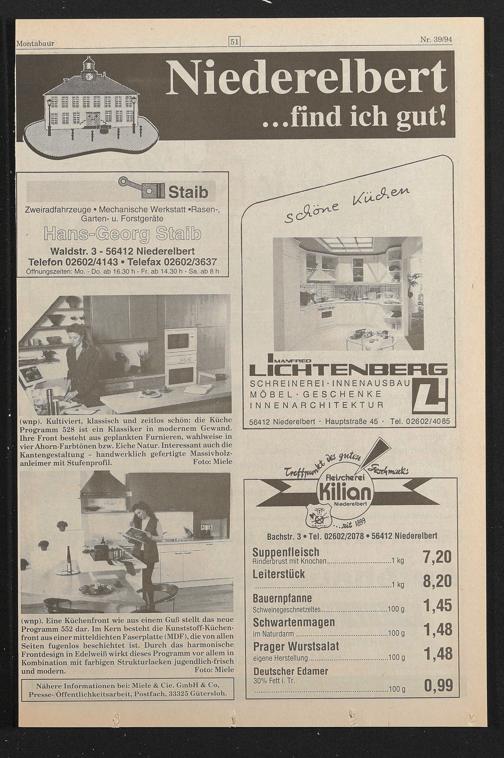 Montabaur
51
Nr. 39/94
Niederelbert
...find ich gut!
Staib
Zweiradfahrzeuge • Mechanische Werkstatt •Rasen-,
Garten- u. Forstgeräte
Hans-Georg Staib
Waldstr. 3 - 56412 Niederelbert
Telefon 02602/4143 • Telefax 02602/3637
Öffnungszeiten: Mo. - Do. ab 16.30 h - Fr. ab 14.30 h - Sa. ab 8 h
(wnp). Kultiviert, klassisch und zeitlos schön: die Küche
Programm 528 ist ein Klassiker in modernem Gewand.
Ihre Front besteht aus geplankten Furnieren, wahlweise in
vier Ahorn-Farbtönen bzw. Eiche Natur. Interessant auch die
Kantengestaltung - handwerklich gefertigte Massivholz-
anleimer mit Stufenprofil. Foto: Miele
(wnp). Eine Küchenfront wie aus einem Guß stellt das neue
Programm 552 dar. Im Kern besteht die Kunststoff-Küchen-
front aus einer mitteldichten Faserplatte (MDF), die von allen
Seiten fugenlos beschichtet ist. Durch das harmonische
Frontdesign in Edelweiß wirkt dieses Programm vor allem in
Kombination mit farbigen Strukturlacken jugendlich-frisch
und modern. Foto: Miele
Nähere Informationen bei: Miele & Cie. GmbH & Co,
Presse-/Öffentlichkeitsarbeit, Postfach, 33325 Gütersloh.
schöne Küchen
MANFRED
LICHTENBERG
SCHREINEREI·INNENAUSBAU
MÖBEL·GESCHENKE
INNENARCHITEKTUR
56412 Niederelbert · Hauptstraße 45 · Tel. 02602/4085
Treffpunkt des guten Geschmacks
Fleischerei
Kilian
Niederelbert
...seit 1899
Bachstr. 3 • Tel. 02602/2078 • 56412 Niederelbert
Suppenfleisch
Rinderbrust mit Knochen..................1 kg 7,20
Leiterstück
..................1 kg 8,20
Bauernpfanne
Schweinegeschnetzeltes..................100 g 1,45
Schwartenmagen
im Naturdarm..................100 g 1,48
Prager Wurstsalat
eigene Herstellung..................100 g 1,48
Deutscher Edamer
30% Fett i. Tr.
..................100 g 0,99